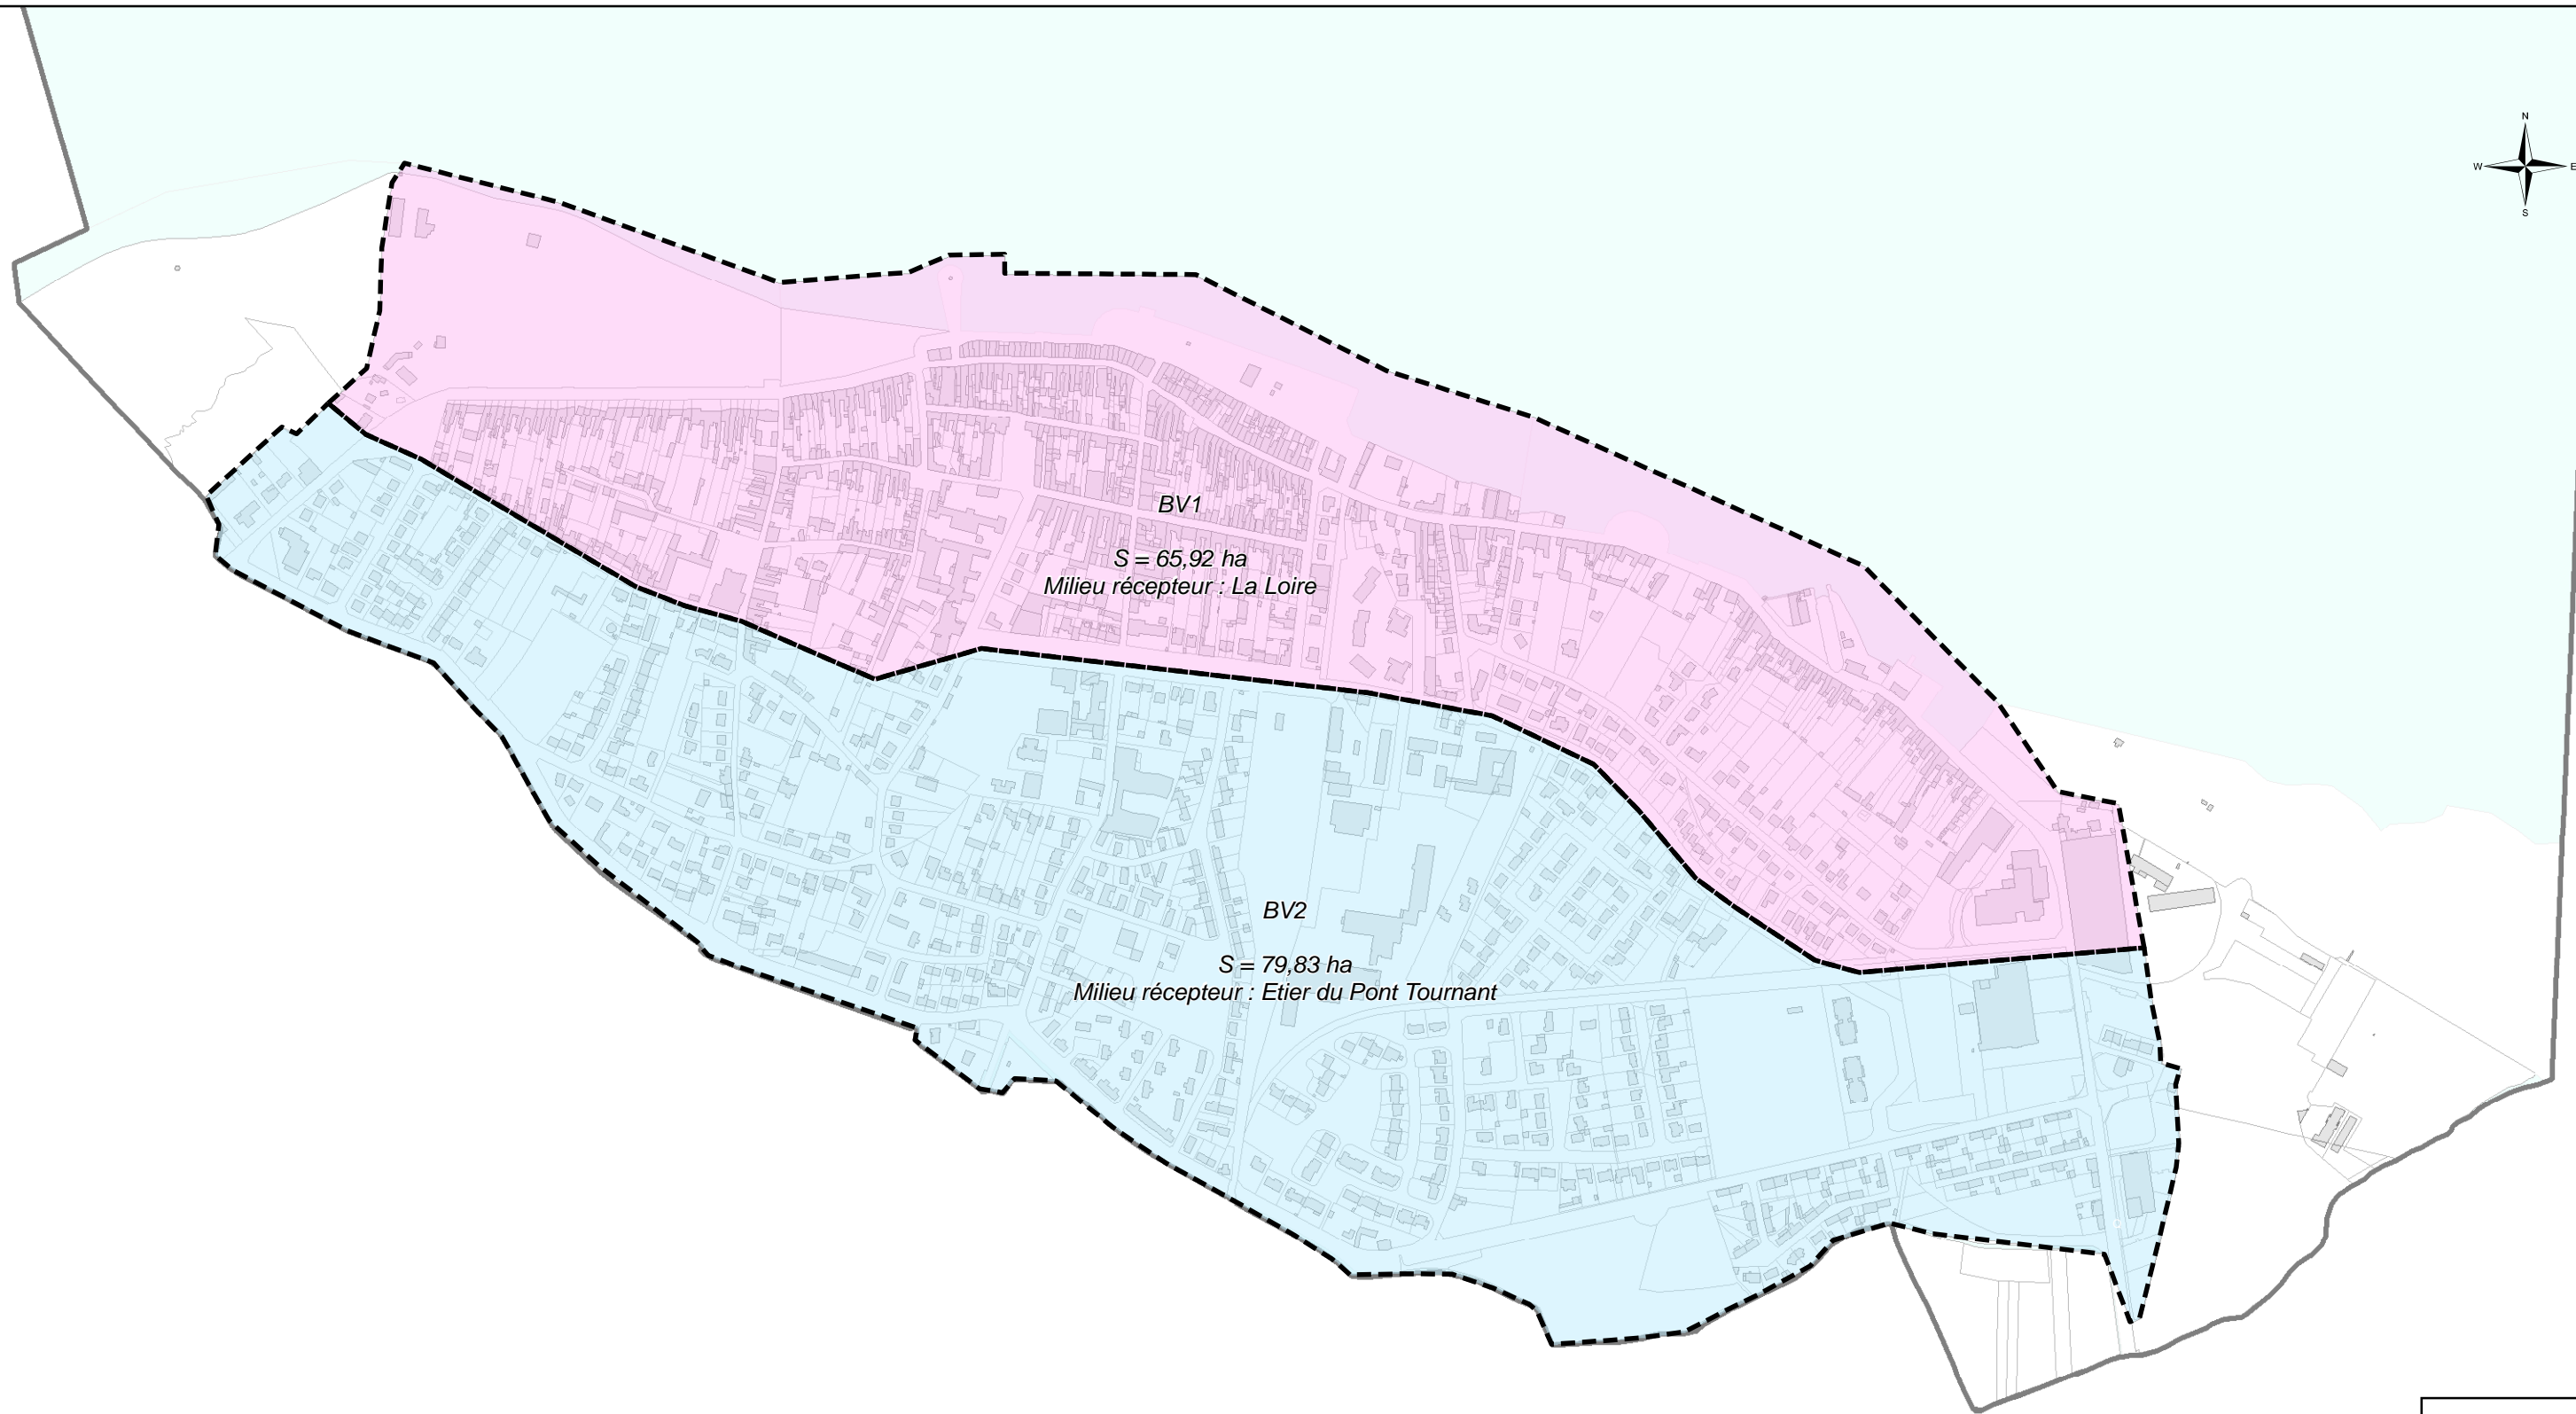 N
W E
S
BV1
S = 65,92 ha
Milieu récepteur : La Loire
BV2
S = 79,83 ha
Milieu récepteur : Etier du Pont Tournant